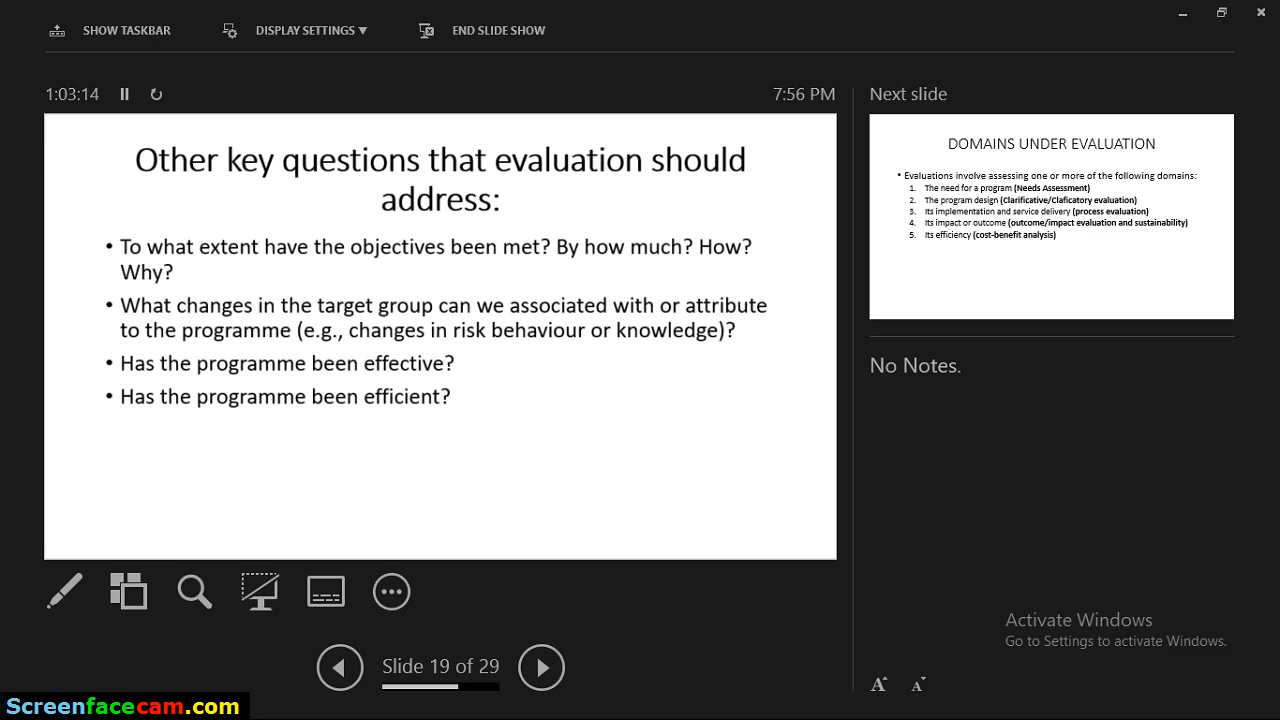 SHOW TASKBAR
DISPLAY SETTINGS ▼
END SLIDE SHOW
1:03:14
7:56 PM
Other key questions that evaluation should
address:
• To what extent have the objectives been met? By how much? How?
Why?
• What changes in the target group can we associated with or attribute
to the programme (e.g., changes in risk behaviour or knowledge)?
• Has the programme been effective?
• Has the programme been efficient?
Slide 19 of 29
Next slide
DOMAINS UNDER EVALUATION
• Evaluations involve assessing one or more of the following domains:
1. The need for a program (Needs Assessment)
2. The program design (Clarificative/Claficatory evaluation)
3. Its implementation and service delivery (process evaluation)
4. Its impact or outcome (outcome/impact evaluation and sustainability)
5. Its efficiency (cost-benefit analysis)
No Notes.
Activate Windows
Go to Settings to activate Windows.
A A
Screenfacecam.com